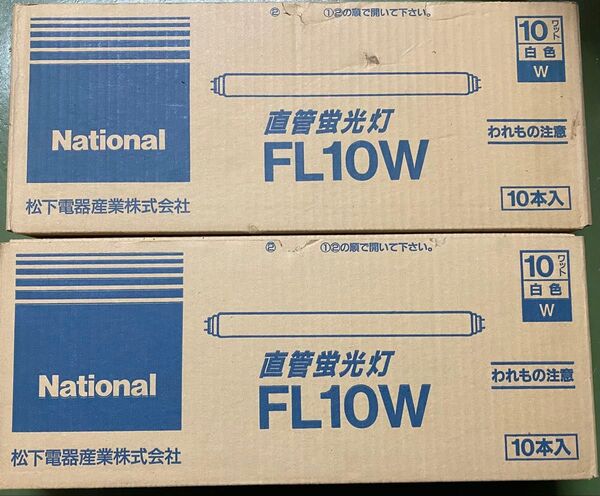 ② ①②の順で開いて下さい。
10ワット
白色
W
National
直管蛍光灯
FL10W
われもの注意
松下電器産業株式会社
10本入
② ①②の順で開いて下さい。
10ワット
白色
W
National
直管蛍光灯
FL10W
われもの注意
松下電器産業株式会社
10本入